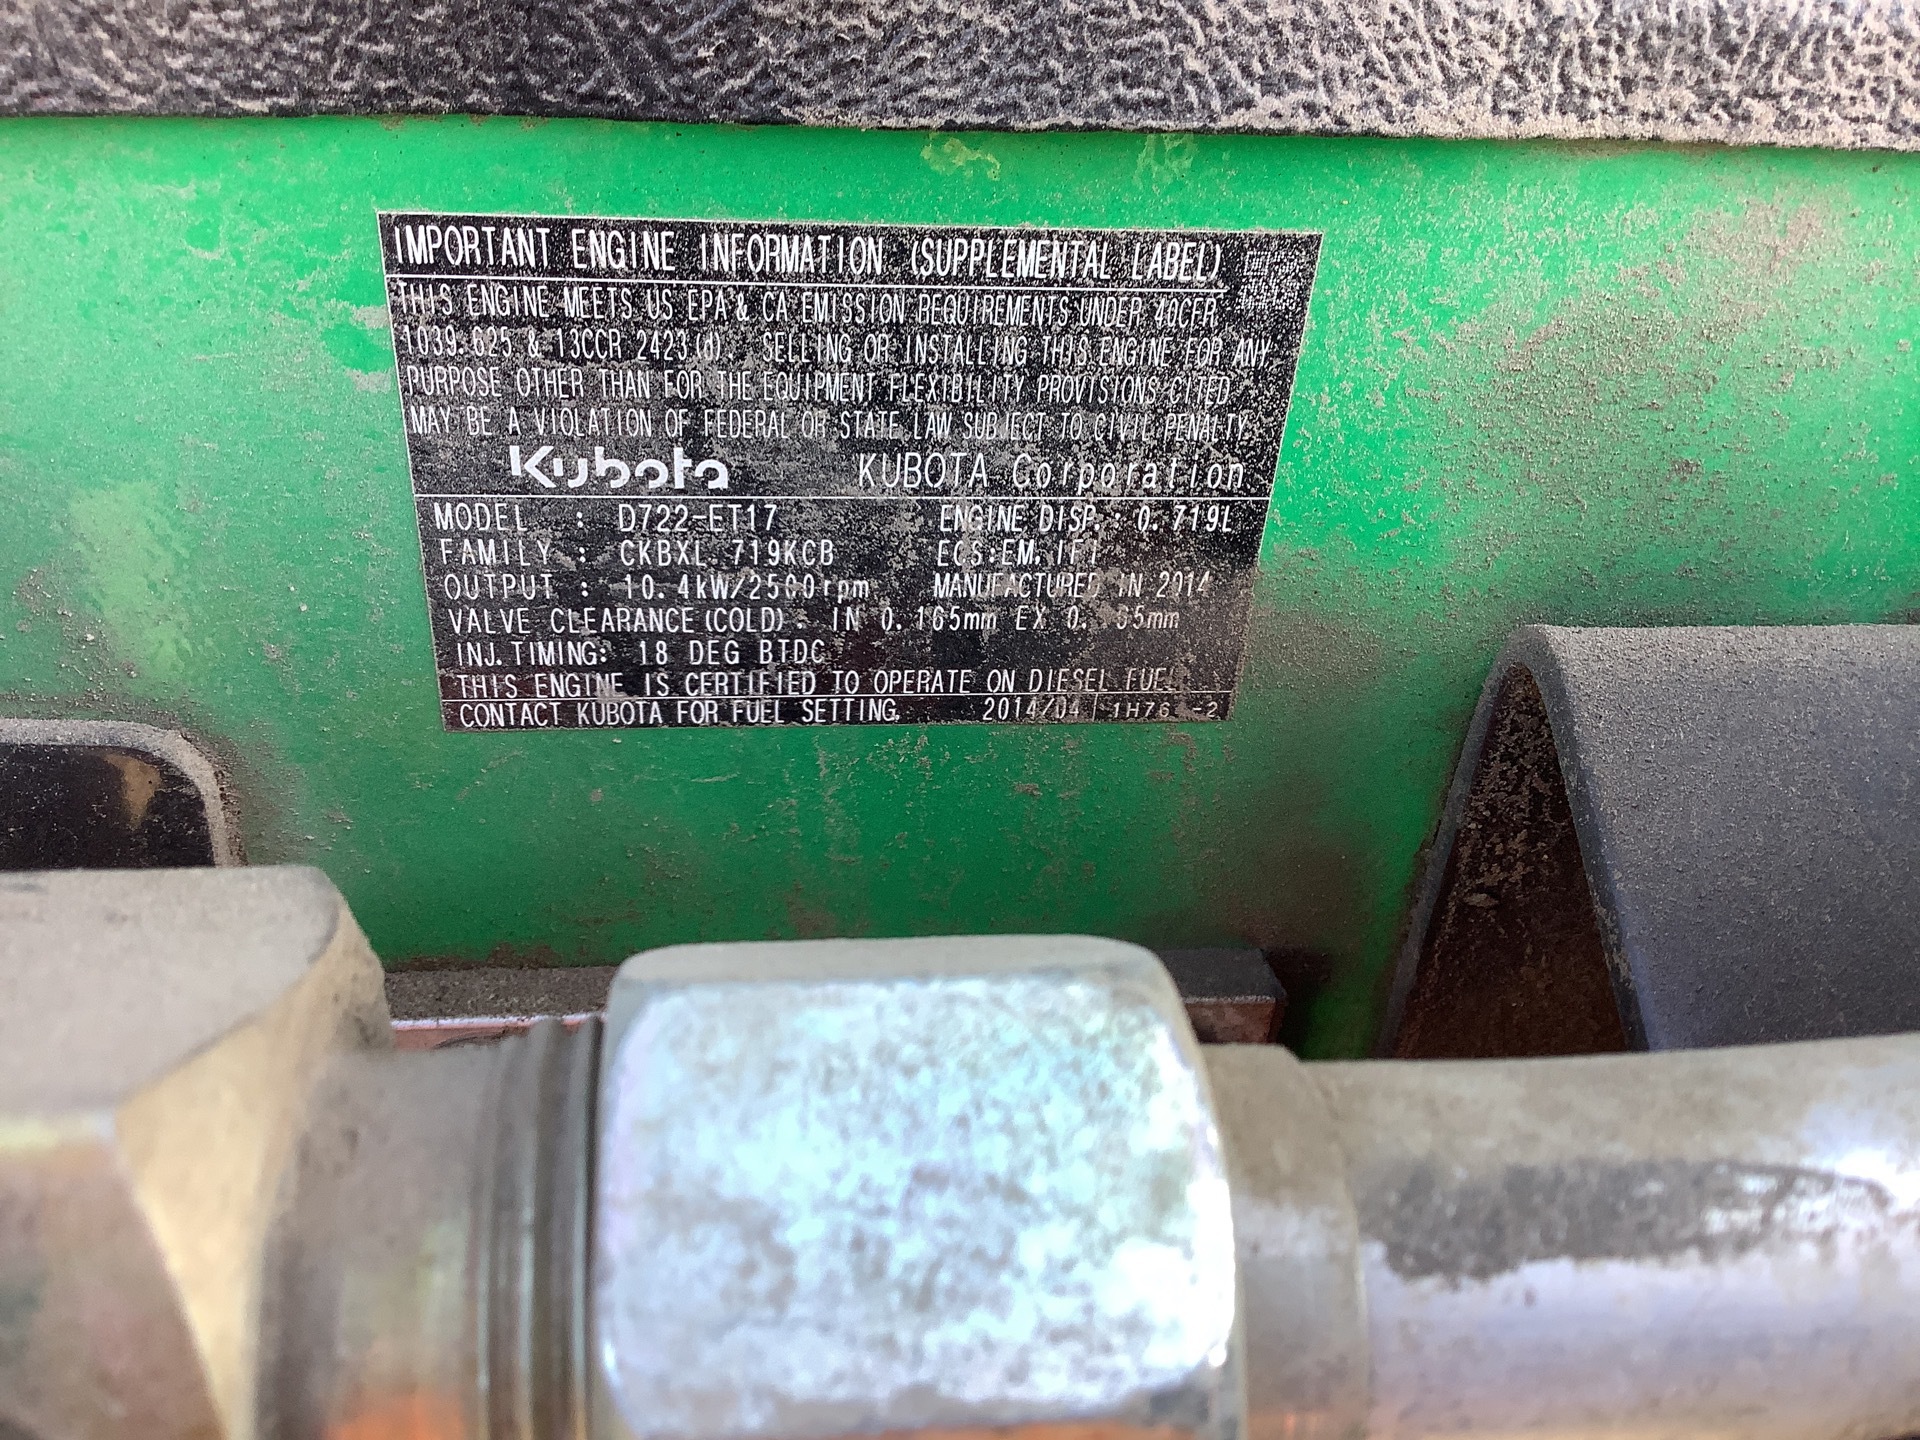 IMPORTANT ENGINE INFORMATION (SUPPLEMENTAL LABEL)
THIS ENGINE MEETS US EPA & CA EMISSION REQUIREMENTS UNDER 40CFR
1039.625 & 13CCR 2423(d). SELLING OR INSTALLING THIS ENGINE FOR ANY
PURPOSE OTHER THAN FOR THE EQUIPMENT FLEXIBILITY PROVISIONS CITED
MAY BE A VIOLATION OF FEDERAL OR STATE LAW SUBJECT TO CIVIL PENALTY.
Kubota KUBOTA Corporation
MODEL : D722-ET17 ENGINE DISP.: 0.719L
FAMILY : CKBXL.719KCB ECS:EM,IFI
OUTPUT : 10.4kW/2500rpm MANUFACTURED IN 2014
VALVE CLEARANCE(COLD): IN 0.165mm EX
INJ.TIMING: 18 DEG BTDC
THIS ENGINE IS CERTIFIED TO OPERATE ON DIESEL FUEL
CONTACT KUBOTA FOR FUEL SETTING. 2014/04